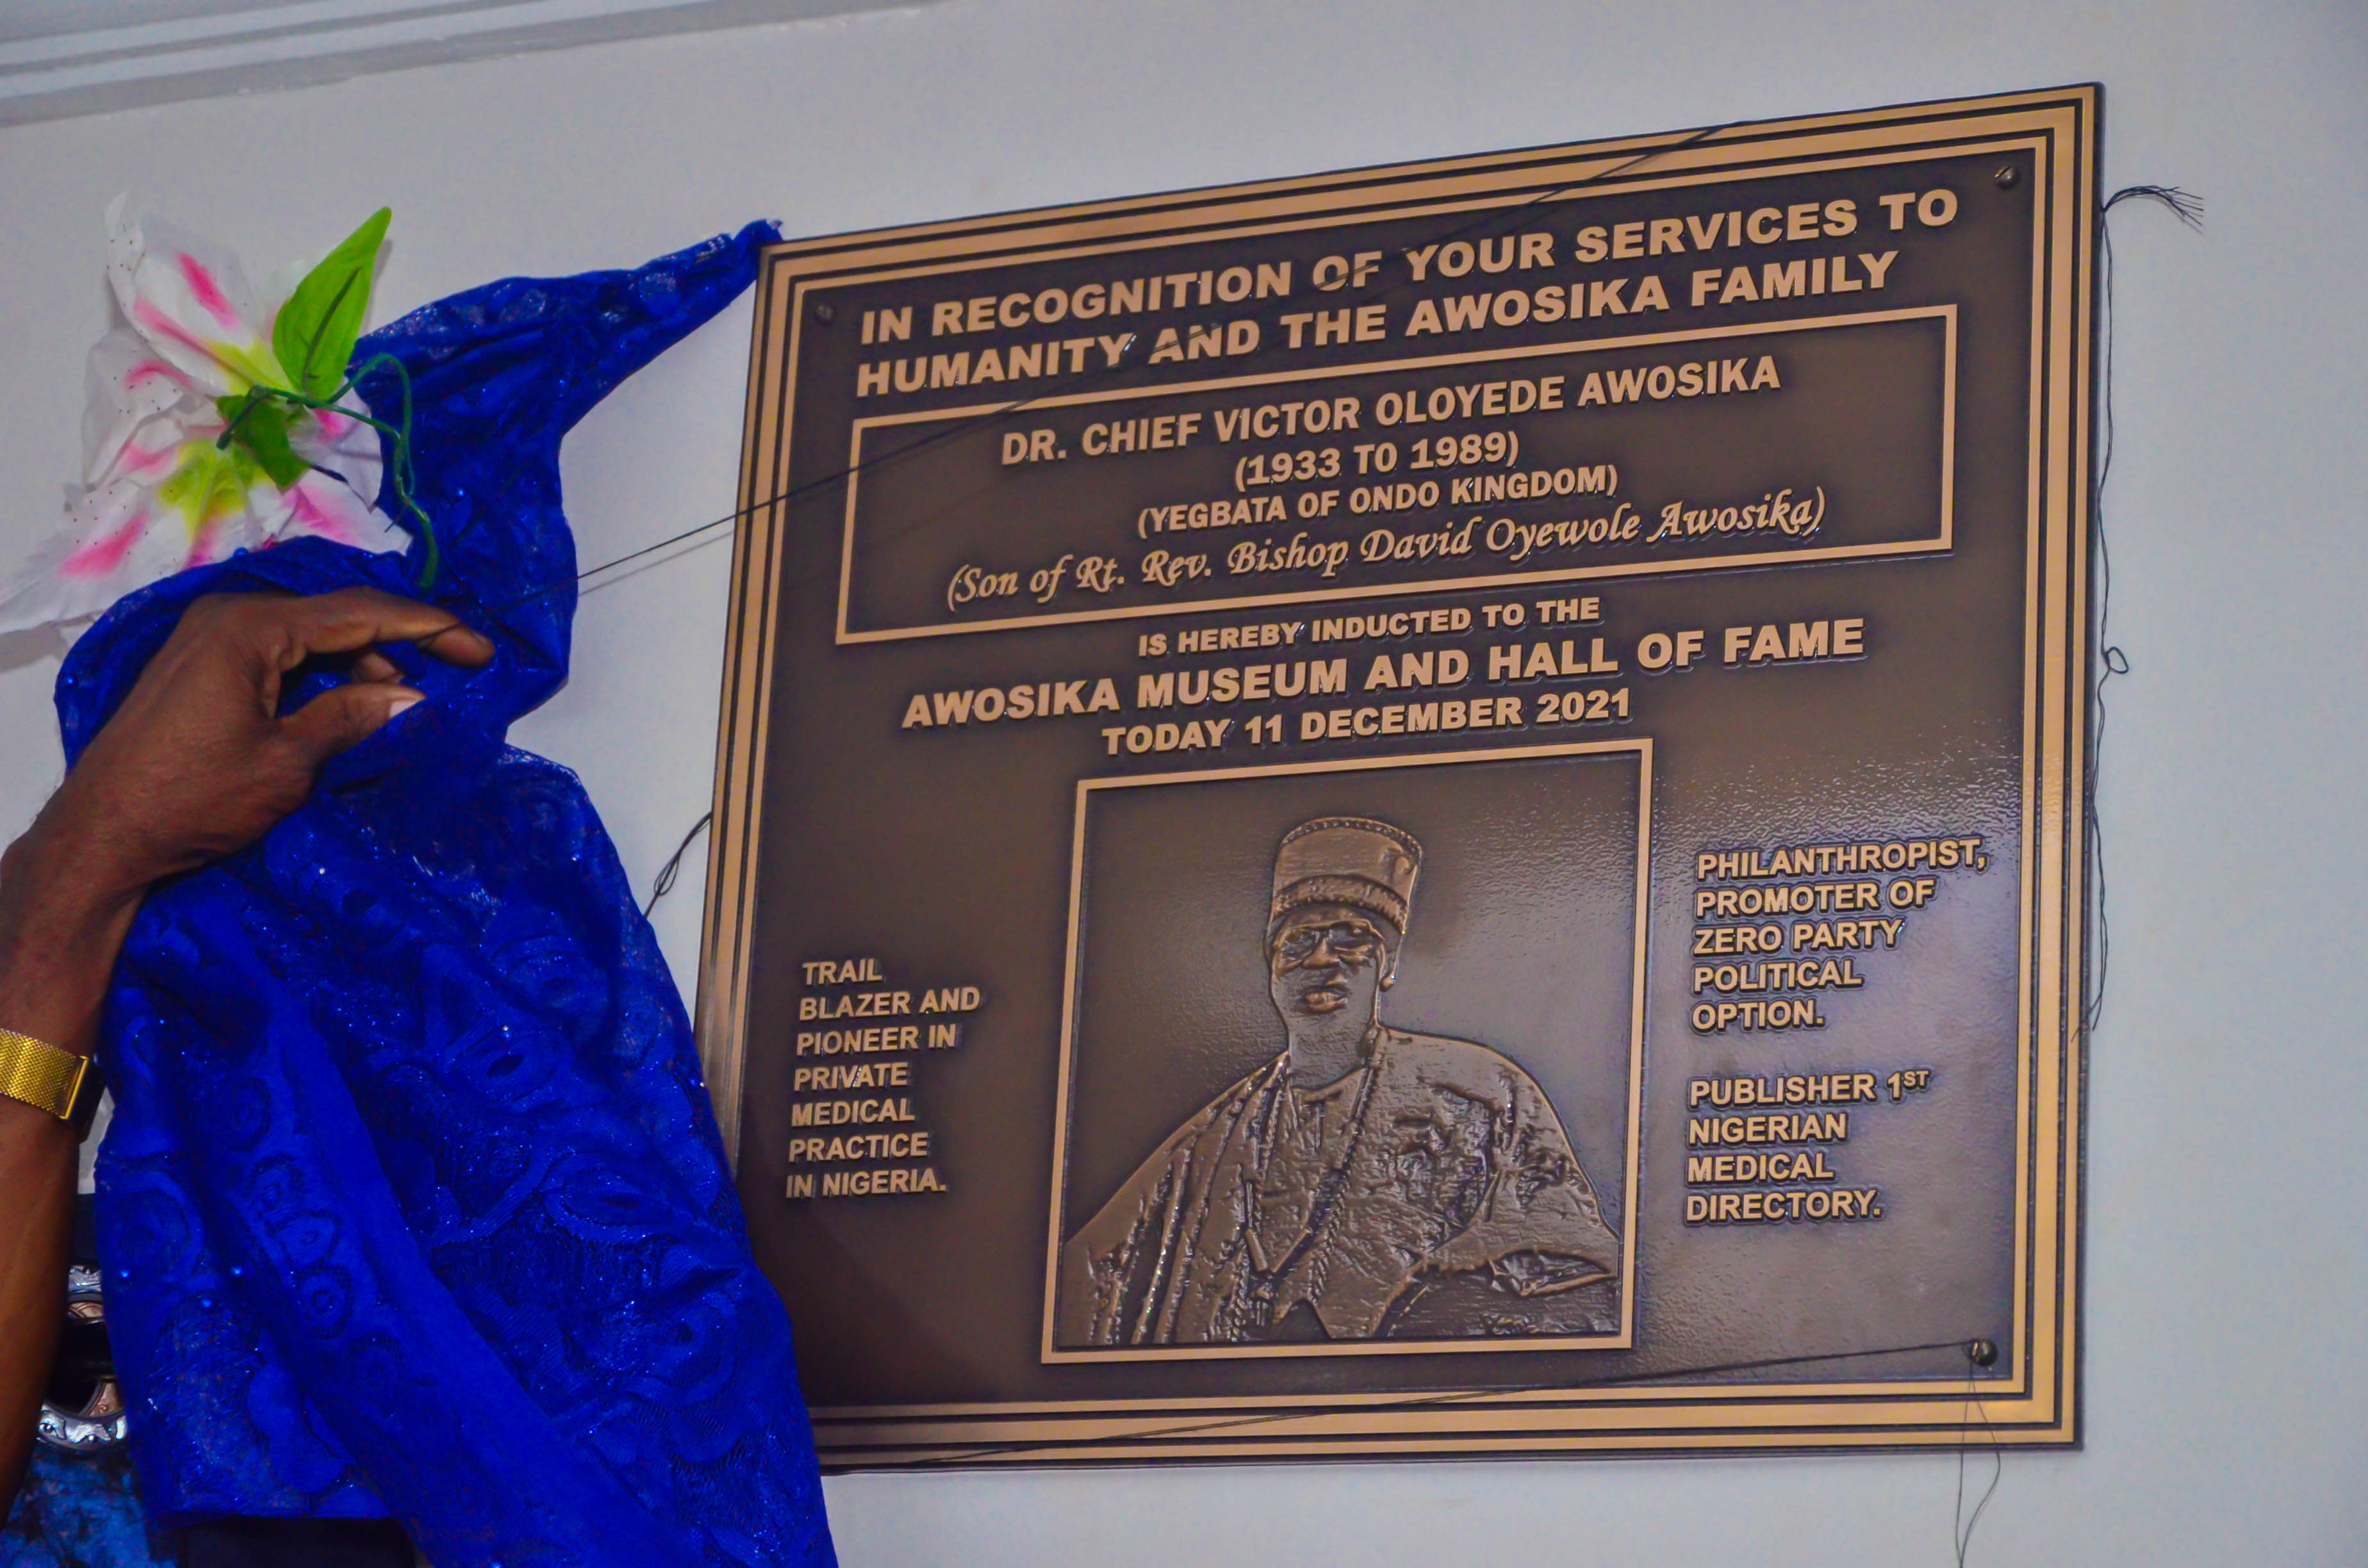 IN RECOGNITION OF YOUR SERVICES TO
HUMANITY AND THE AWOSIKA FAMILY
DR. CHIEF VICTOR OLOYEDE AWOSIKA
(1933 TO 1989)
(YEGBATA OF ONDO KINGDOM)
(Son of Rt. Rev. Bishop David Oyewole Awosika)
IS HEREBY INDUCTED TO THE
AWOSIKA MUSEUM AND HALL OF FAME
TODAY 11 DECEMBER 2021
TRAIL
BLAZER AND
PIONEER IN
PRIVATE
MEDICAL
PRACTICE
IN NIGERIA.
PHILANTHROPIST,
PROMOTER OF
ZERO PARTY
POLITICAL
OPTION.
PUBLISHER 1ST
NIGERIAN
MEDICAL
DIRECTORY.